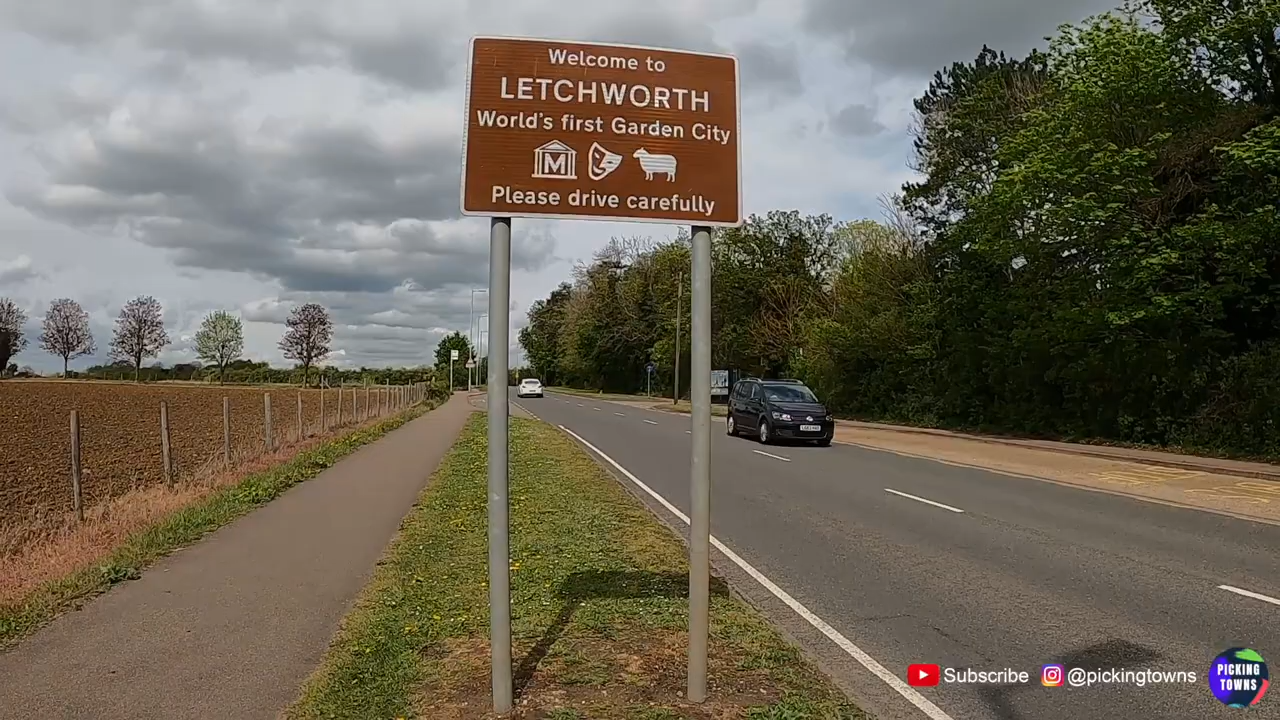 Welcome to
LETCHWORTH
World's first Garden City
M
Please drive carefully
Subscribe
@pickingtowns
PICKING
TOWNS